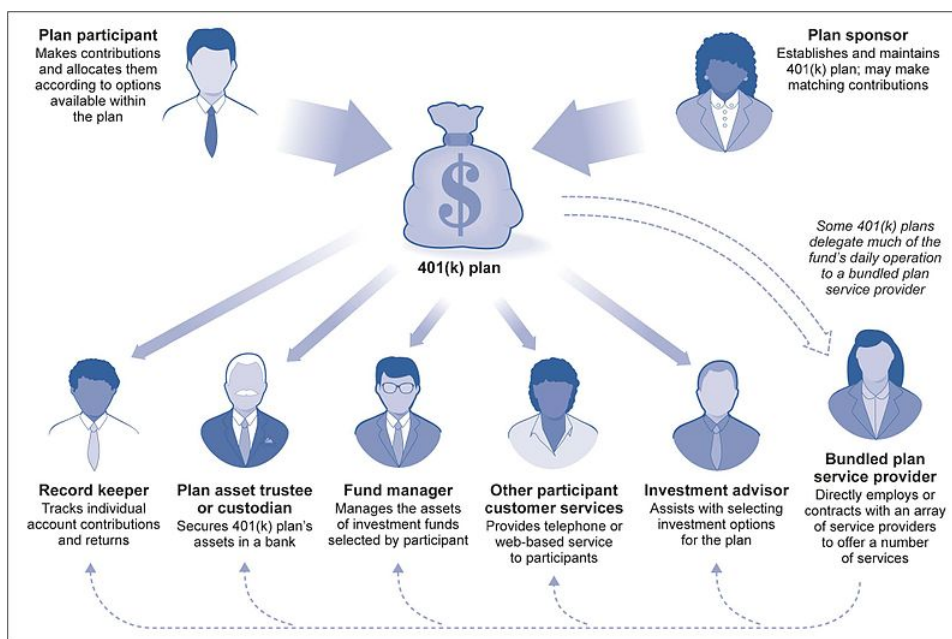 Plan participant
Makes contributions
and allocates them
according to options
available within
the plan
Plan sponsor
Establishes and maintains
401(k) plan; may make
matching contributions
$
401(k) plan
Some 401(k) plans
delegate much of the
fund's daily operation
to a bundled plan
service provider
Record keeper
Tracks individual
account contributions
and returns
Plan asset trustee
or custodian
Secures 401(k) plan's
assets in a bank
Fund manager
Manages the assets
of investment funds
selected by participant
Other participant
customer services
Provides telephone or
web-based service
to participants
Investment advisor
Assists with selecting
investment options
for the plan
Bundled plan
service provider
Directly employs or
contracts with an array
of service providers
to offer a number
of services